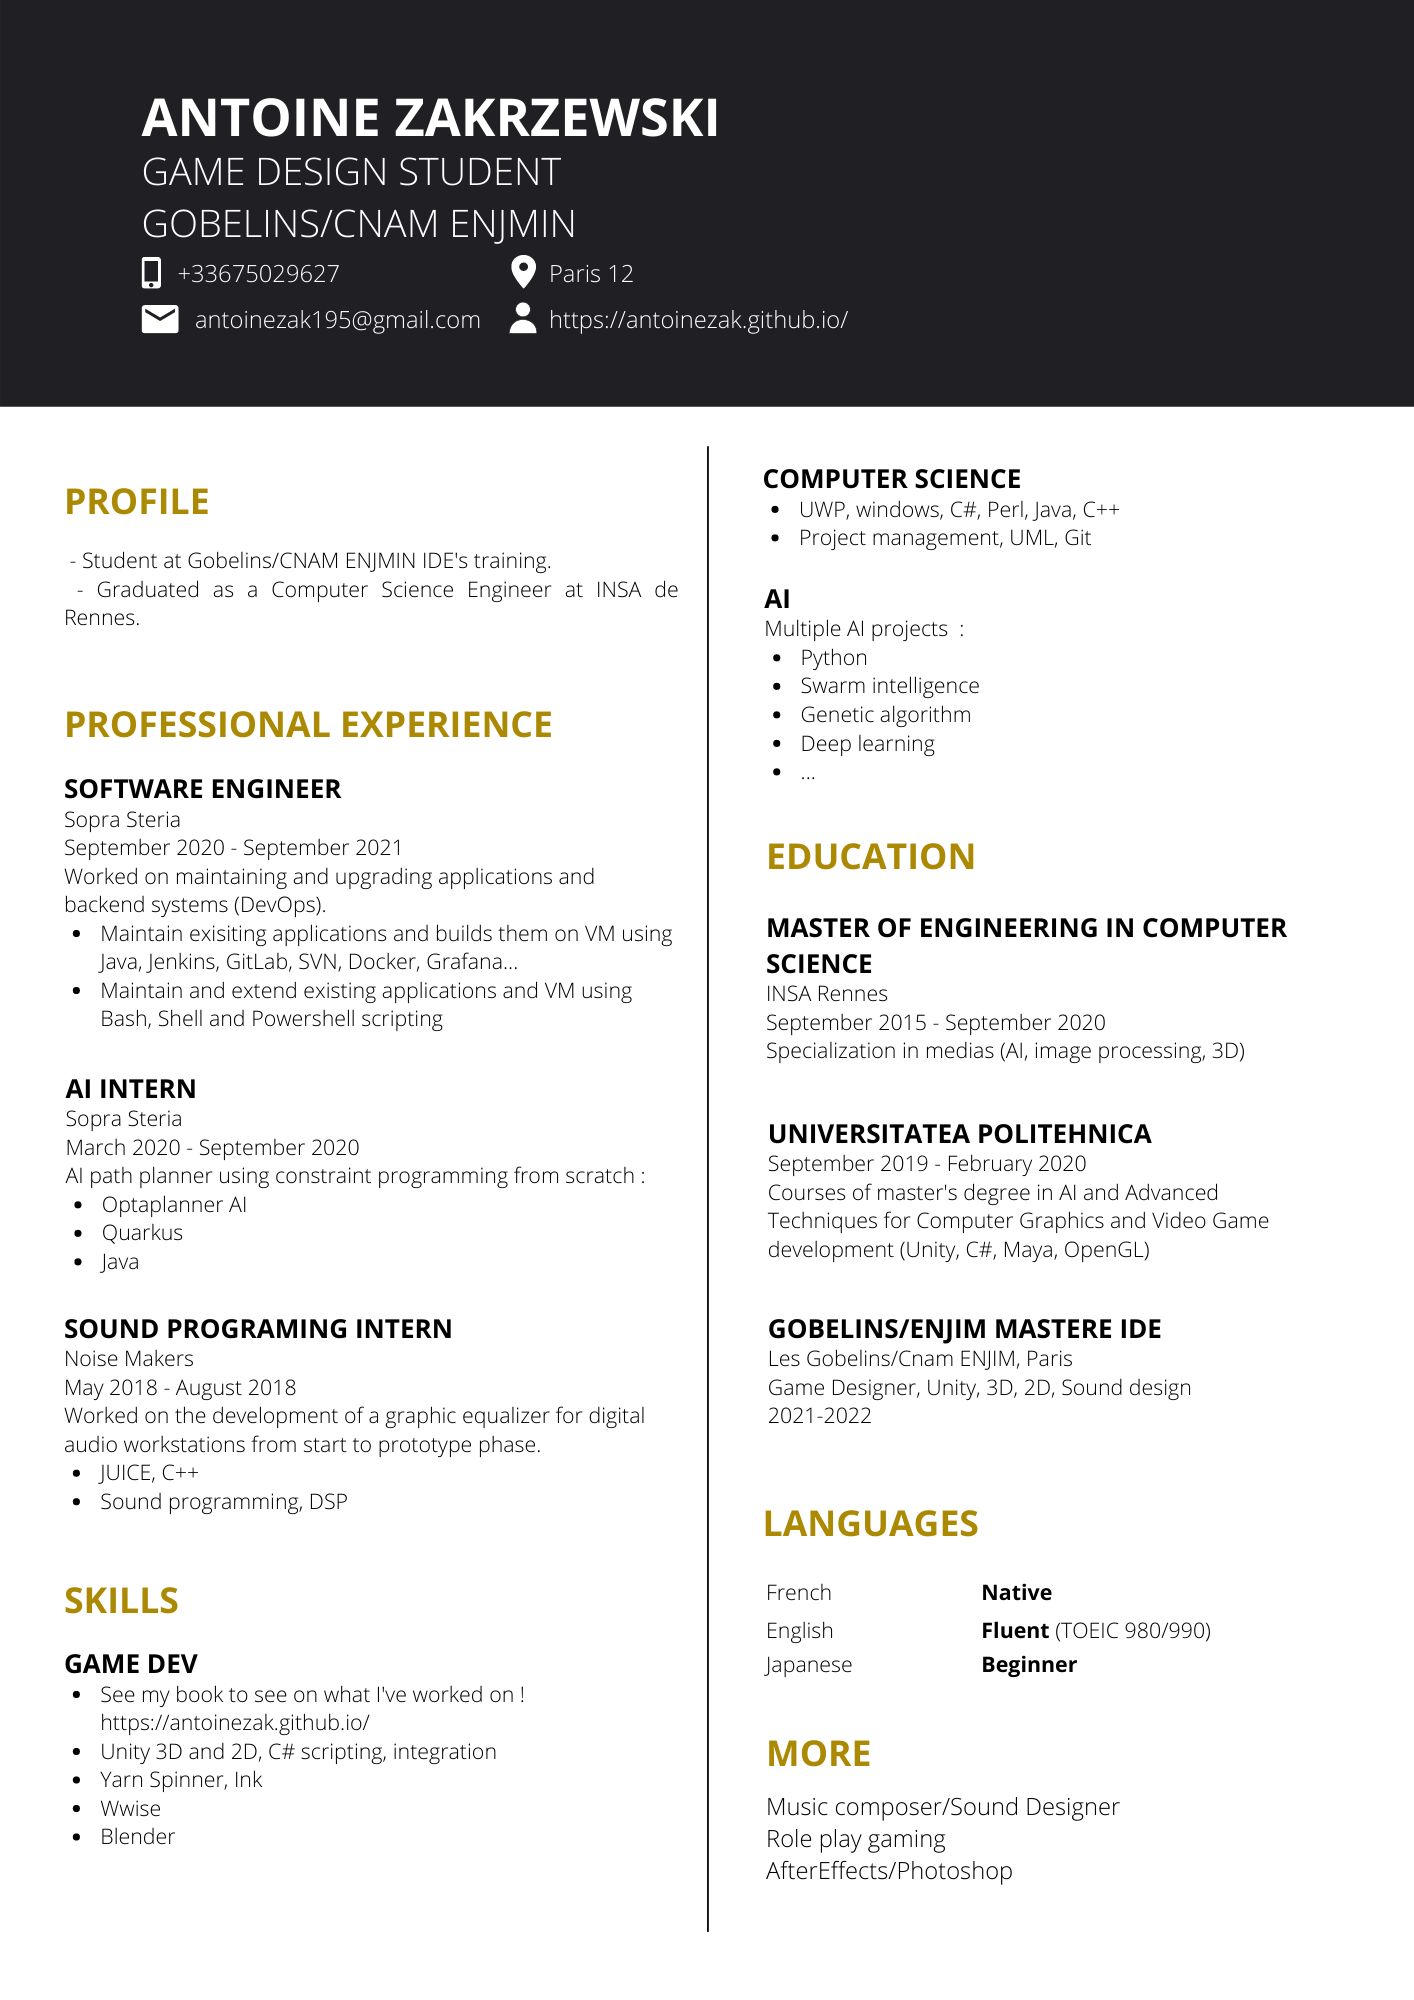 ANTOINE ZAKRZEWSKI
GAME DESIGN STUDENT
GOBELINS/CNAM ENJMIN
+33675029627
Paris 12
antoinezak195@gmail.com
https://antoinezak.github.io/
PROFILE
- Student at Gobelins/CNAM ENJMIN IDE's training.
- Graduated as a Computer Science Engineer at INSA de
Rennes.
PROFESSIONAL EXPERIENCE
SOFTWARE ENGINEER
Sopra Steria
September 2020 - September 2021
Worked on maintaining and upgrading applications and
backend systems (DevOps).
• Maintain exisiting applications and builds them on VM using
Java, Jenkins, GitLab, SVN, Docker, Grafana...
• Maintain and extend existing applications and VM using
Bash, Shell and Powershell scripting
AI INTERN
Sopra Steria
March 2020 - September 2020
AI path planner using constraint programming from scratch :
• Optaplanner AI
• Quarkus
• Java
SOUND PROGRAMING INTERN
Noise Makers
May 2018 - August 2018
Worked on the development of a graphic equalizer for digital
audio workstations from start to prototype phase.
• JUICE, C++
• Sound programming, DSP
SKILLS
GAME DEV
• See my book to see on what I've worked on !
https://antoinezak.github.io/
• Unity 3D and 2D, C# scripting, integration
• Yarn Spinner, Ink
• Wwise
• Blender
COMPUTER SCIENCE
• UWP, windows, C#, Perl, Java, C++
• Project management, UML, Git
AI
Multiple AI projects :
• Python
• Swarm intelligence
• Genetic algorithm
• Deep learning
• ...
EDUCATION
MASTER OF ENGINEERING IN COMPUTER
SCIENCE
INSA Rennes
September 2015 - September 2020
Specialization in medias (AI, image processing, 3D)
UNIVERSITATEA POLITEHNICA
September 2019 - February 2020
Courses of master's degree in AI and Advanced
Techniques for Computer Graphics and Video Game
development (Unity, C#, Maya, OpenGL)
GOBELINS/ENJIM MASTERE IDE
Les Gobelins/Cnam ENJIM, Paris
Game Designer, Unity, 3D, 2D, Sound design
2021-2022
LANGUAGES
French Native
English Fluent (TOEIC 980/990)
Japanese Beginner
MORE
Music composer/Sound Designer
Role play gaming
AfterEffects/Photoshop